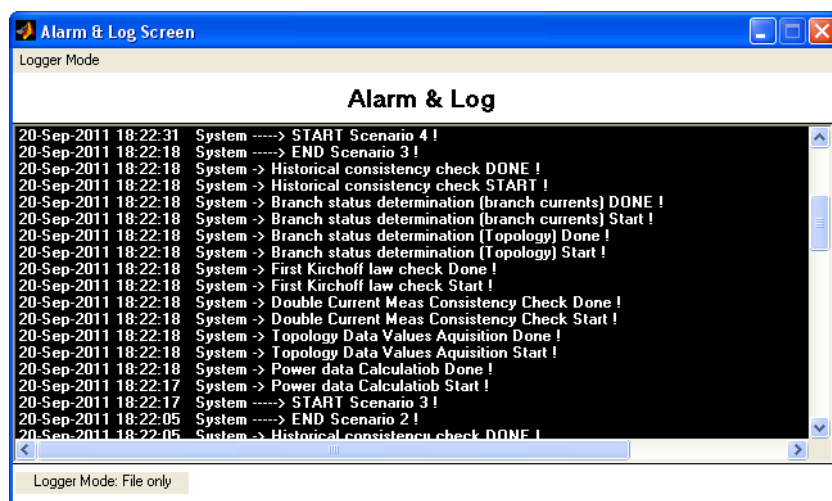 Alarm & Log Screen
Logger Mode
Alarm & Log
20-Sep-2011 18:22:31 System -----> START Scenario 4 !
20-Sep-2011 18:22:18 System -----> END Scenario 3 !
20-Sep-2011 18:22:18 System -> Historical consistency check DONE !
20-Sep-2011 18:22:18 System -> Historical consistency check START !
20-Sep-2011 18:22:18 System -> Branch status determination (branch currents) DONE !
20-Sep-2011 18:22:18 System -> Branch status determination (branch currents) Start !
20-Sep-2011 18:22:18 System -> Branch status determination (Topology) Done !
20-Sep-2011 18:22:18 System -> Branch status determination (Topology) Start !
20-Sep-2011 18:22:18 System -> First Kirchoff law check Done !
20-Sep-2011 18:22:18 System -> First Kirchoff law check Start !
20-Sep-2011 18:22:18 System -> Double Current Meas Consistency Check Done !
20-Sep-2011 18:22:18 System -> Double Current Meas Consistency Check Start !
20-Sep-2011 18:22:18 System -> Topology Data Values Aquisition Done !
20-Sep-2011 18:22:18 System -> Topology Data Values Aquisition Start !
20-Sep-2011 18:22:18 System -> Power data Calculatiob Done !
20-Sep-2011 18:22:17 System -> Power data Calculatiob Start !
20-Sep-2011 18:22:17 System -----> START Scenario 3 !
20-Sep-2011 18:22:05 System -----> END Scenario 2 !
20-Sep-2011 18:22:05 System -> Historical consistency check DONE !
Logger Mode: File only